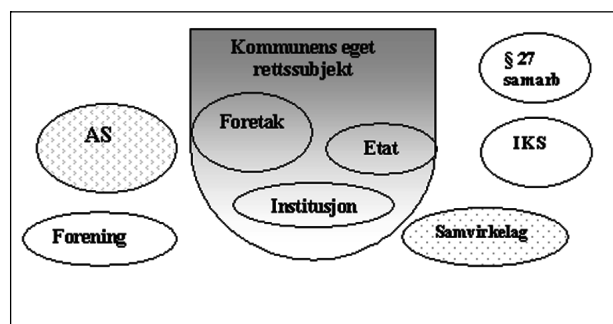 Kommunens eget
rettssubjekt
§ 27
samarb
Foretak
AS
Etat
IKS
Institusjon
Forening
Samvirkelag